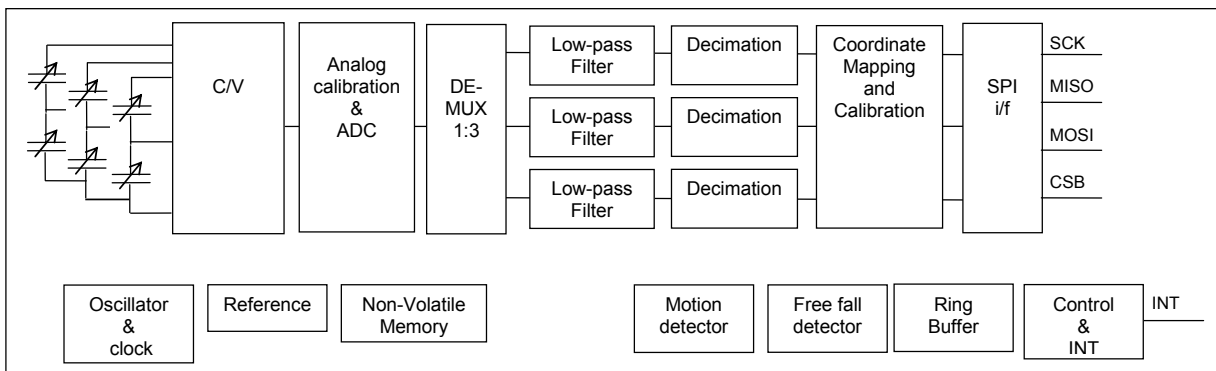 C/V
Analog
calibration
&
ADC
DE-
MUX
1:3
Low-pass
Filter
Decimation
Low-pass
Filter
Decimation
Low-pass
Filter
Decimation
Coordinate
Mapping
and
Calibration
SPI
i/f
SCK
MISO
MOSI
CSB
Oscillator
&
clock
Reference
Non-Volatile
Memory
Motion
detector
Free fall
detector
Ring
Buffer
Control
&
INT
INT